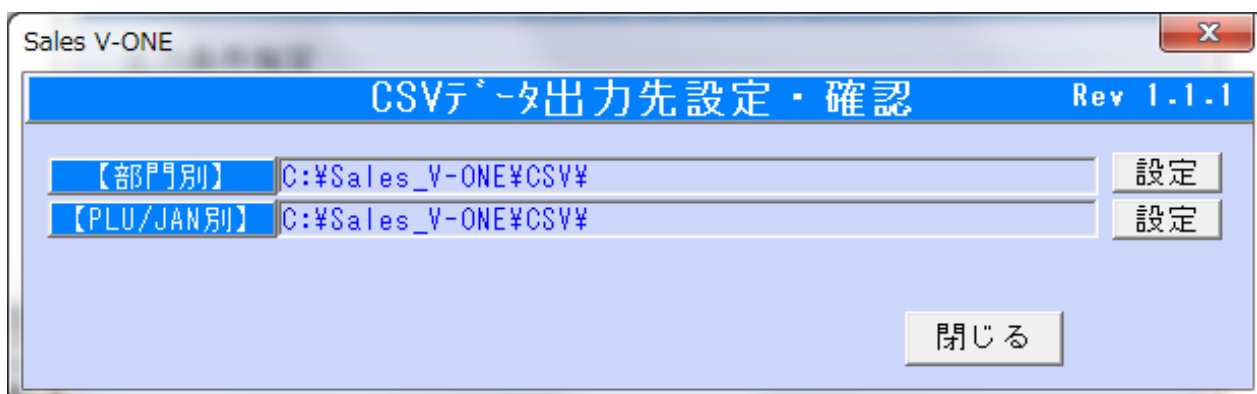 Sales V-ONE
CSVデータ出力先設定・確認 Rev 1.1.1
【部門別】 C:¥Sales_V-ONE¥CSV¥ 設定
【PLU/JAN別】 C:¥Sales_V-ONE¥CSV¥ 設定
閉じる